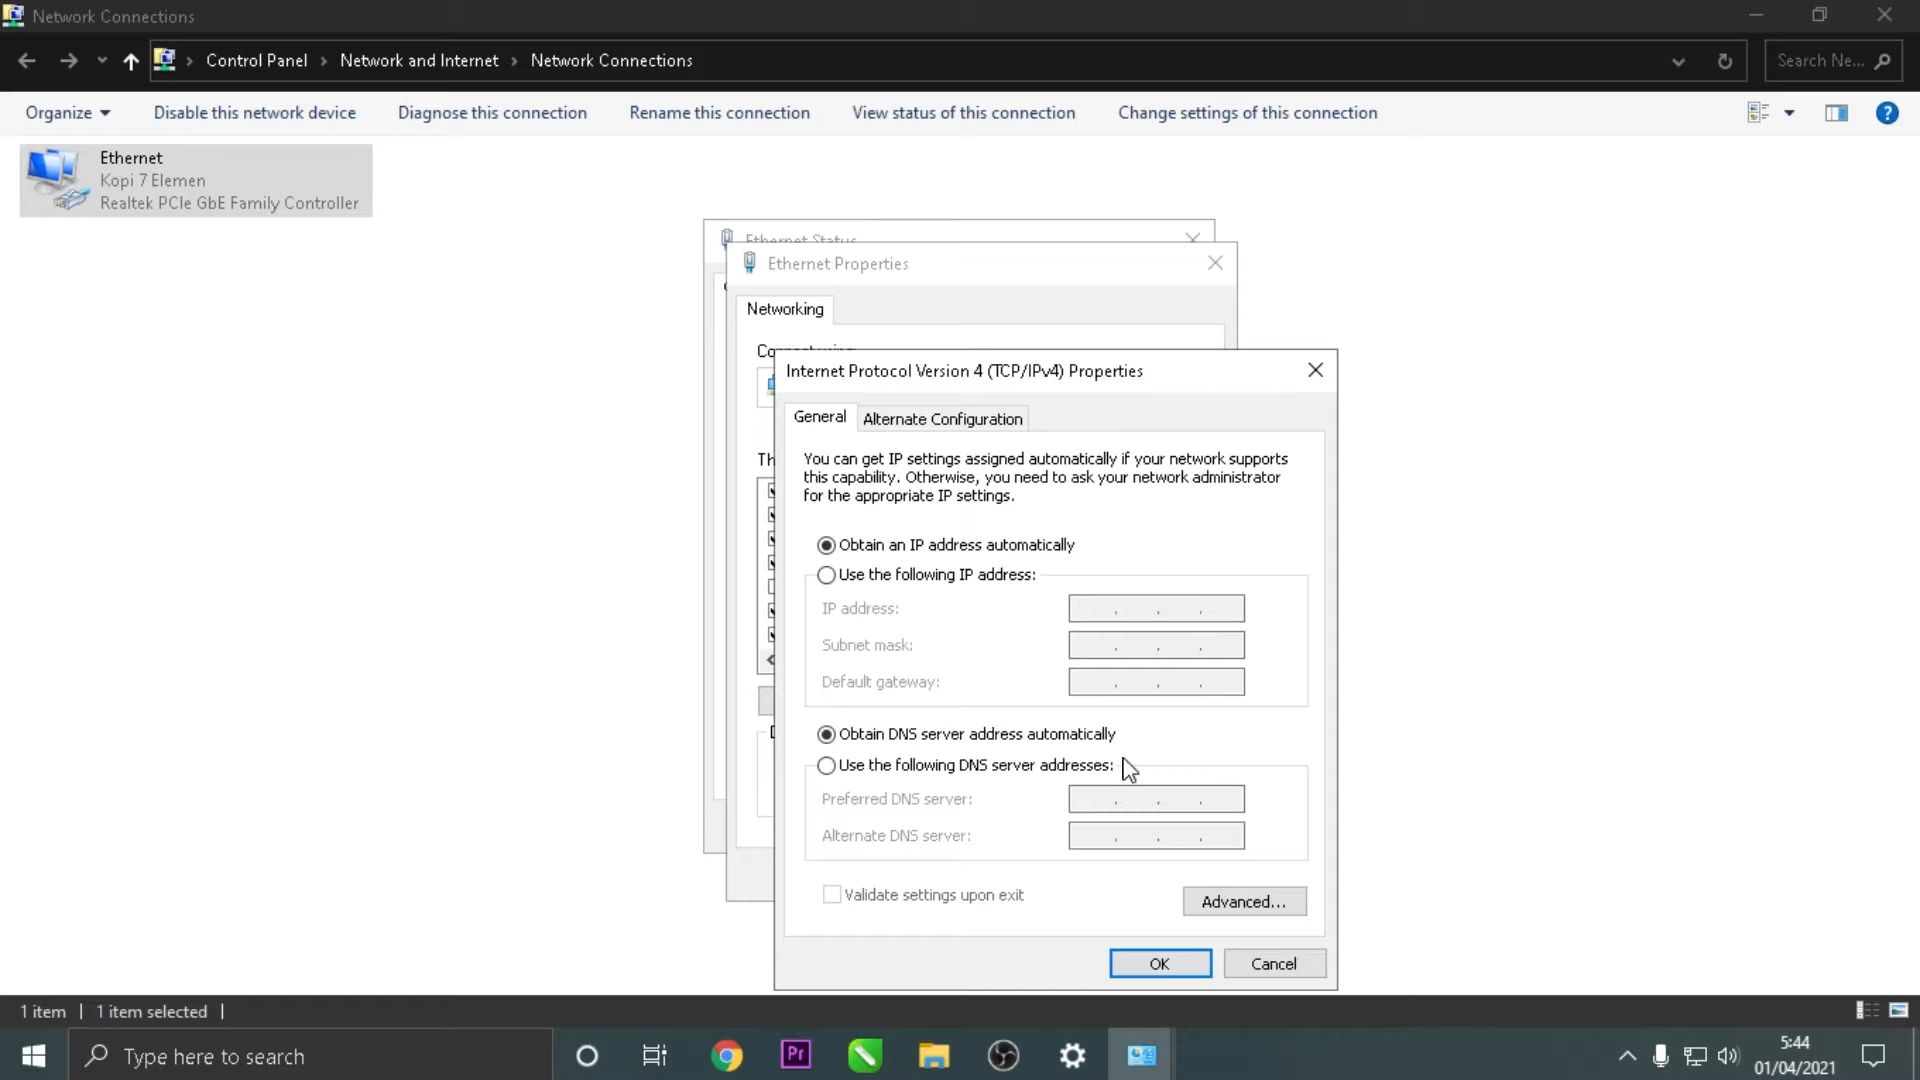 Network Connections
Control Panel
Network and Internet
Network Connections
Search Ne...
Organize
Disable this network device
Diagnose this connection
Rename this connection
View status of this connection
Change settings of this connection
Ethernet
Kopi 7 Elemen
Realtek PCIe GbE Family Controller
Ethernet Status
Ethernet Properties
Networking
Internet Protocol Version 4 (TCP/IPv4) Properties
General
Alternate Configuration
You can get IP settings assigned automatically if your network supports
this capability. Otherwise, you need to ask your network administrator
for the appropriate IP settings.
Obtain an IP address automatically
Use the following IP address:
IP address:
Subnet mask:
Default gateway:
Obtain DNS server address automatically
Use the following DNS server addresses:
Preferred DNS server:
Alternate DNS server:
Validate settings upon exit
Advanced...
OK
Cancel
1 item
1 item selected
Type here to search
Pr
5:44
01/04/2021